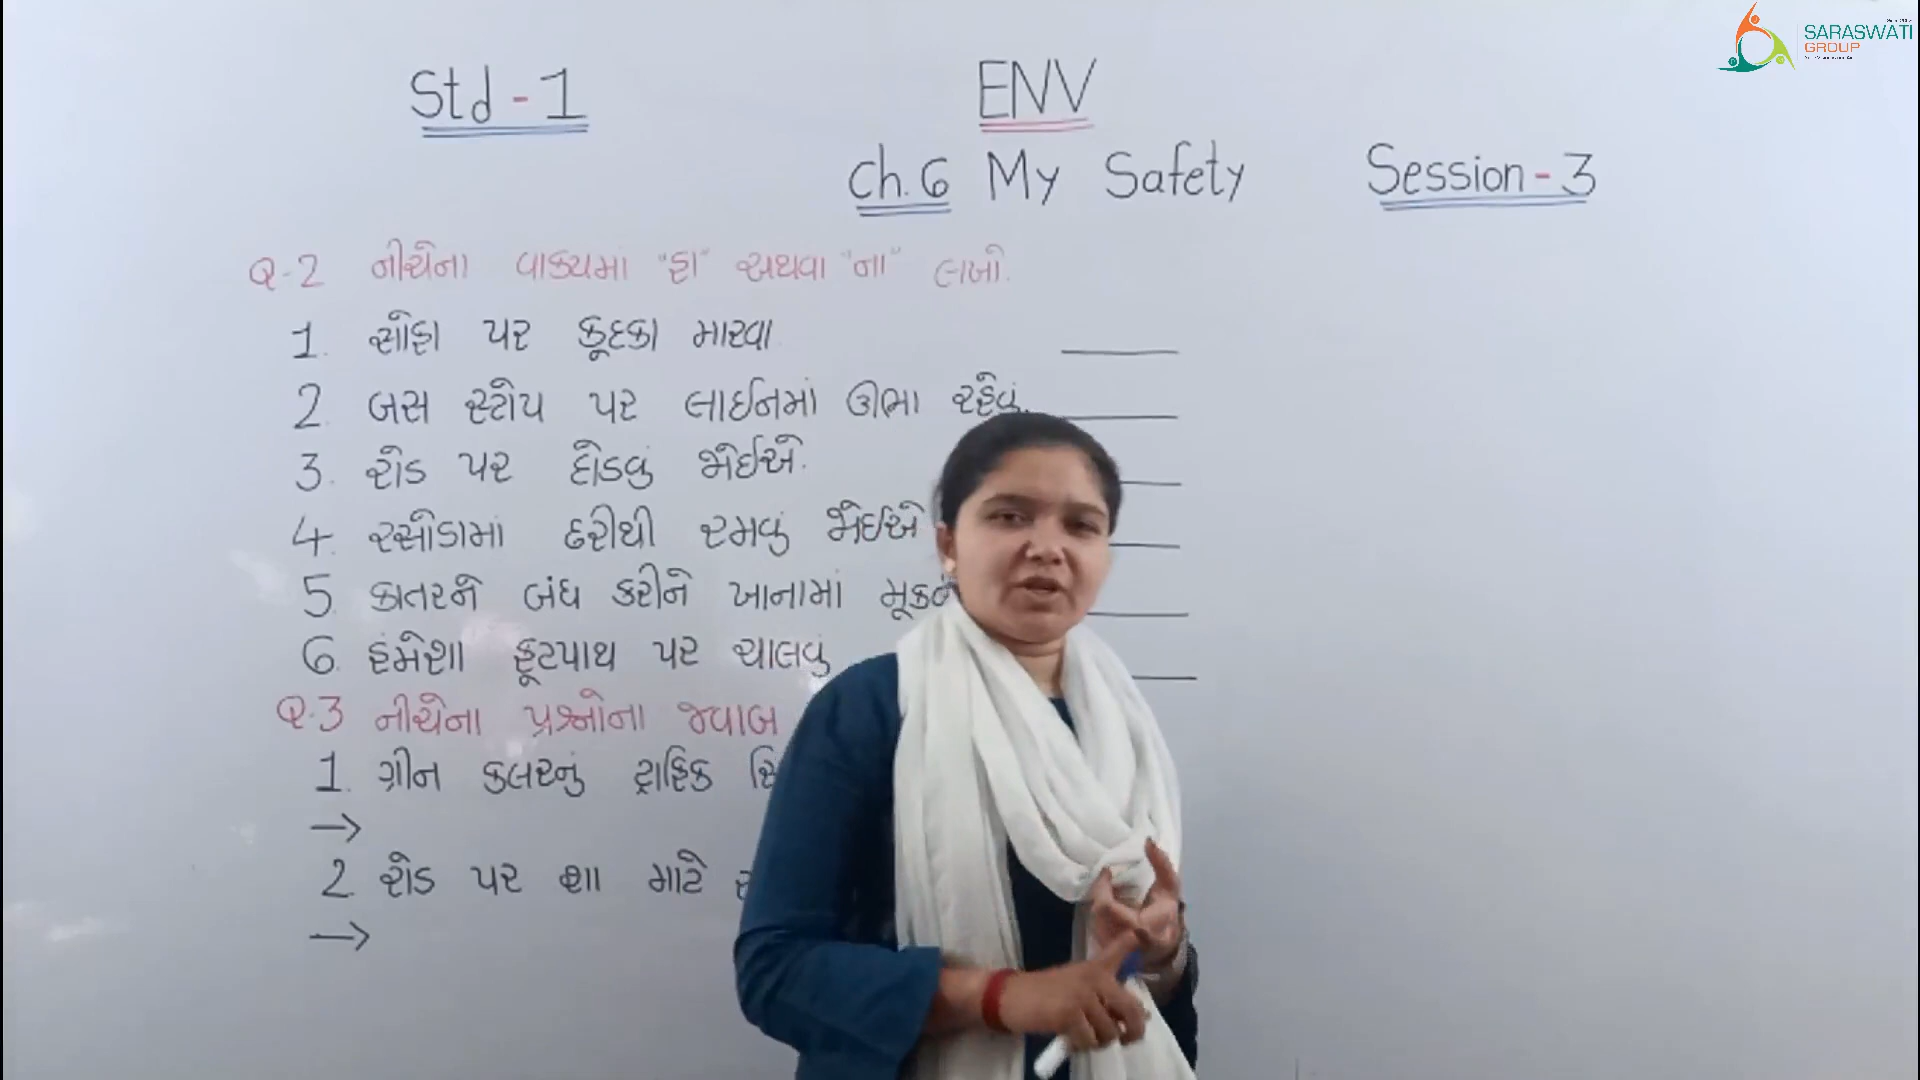 SARASWATI
GROUP
Std - 1
ENV
Ch. 6 My Safety
Session - 3
Q-2 નીચેના વાક્યમાં "હા" અથવા "ના" લખો.
1. સોફા પર કૂદકા મારવા
2. બસ સ્ટોપ પર લાઈનમાં ઊભા રહેવું.
3. રોડ પર દોડવું જોઈએ.
4. રસોડામાં છરીથી રમવું જોઈએ
5. કાતરને બંધ કરીને ખાનામાં
6. હંમેશા ફૂટપાથ પર ચાલવું
Q.3 નીચેના પ્રશ્નોના જવાબ
1. ગ્રીન કલરનું ટ્રાફિક
→
2. રોડ પર શા માટે
→